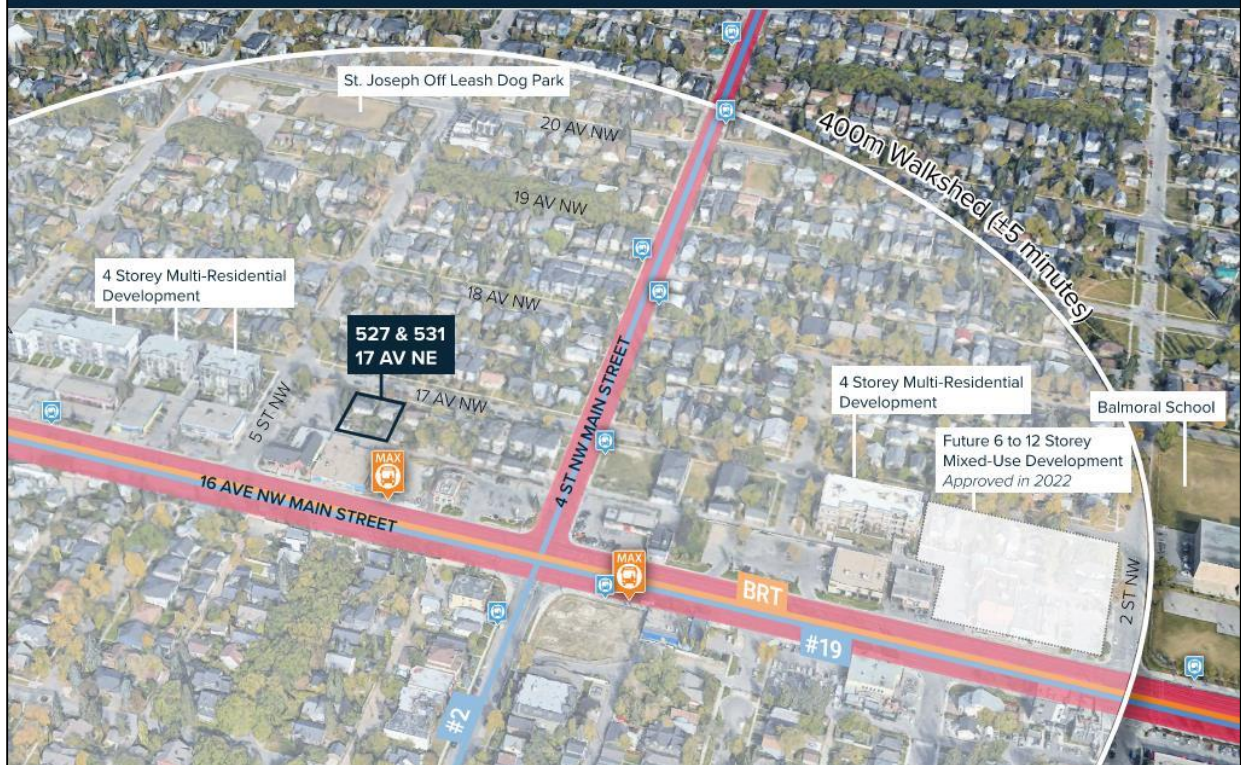 St. Joseph Off Leash Dog Park
20 AV NW
400m Walkshed (±5 minutes)
19 AV NW
4 Storey Multi-Residential
Development
18 AV NW
527 & 531
17 AV NE
17 AV NW
5 ST NW
4 ST NW MAIN STREET
4 Storey Multi-Residential
Development
Balmoral School
Future 6 to 12 Storey
Mixed-Use Development
Approved in 2022
MAX
16 AVE NW MAIN STREET
MAX
BRT
2 ST NW
#19
#2